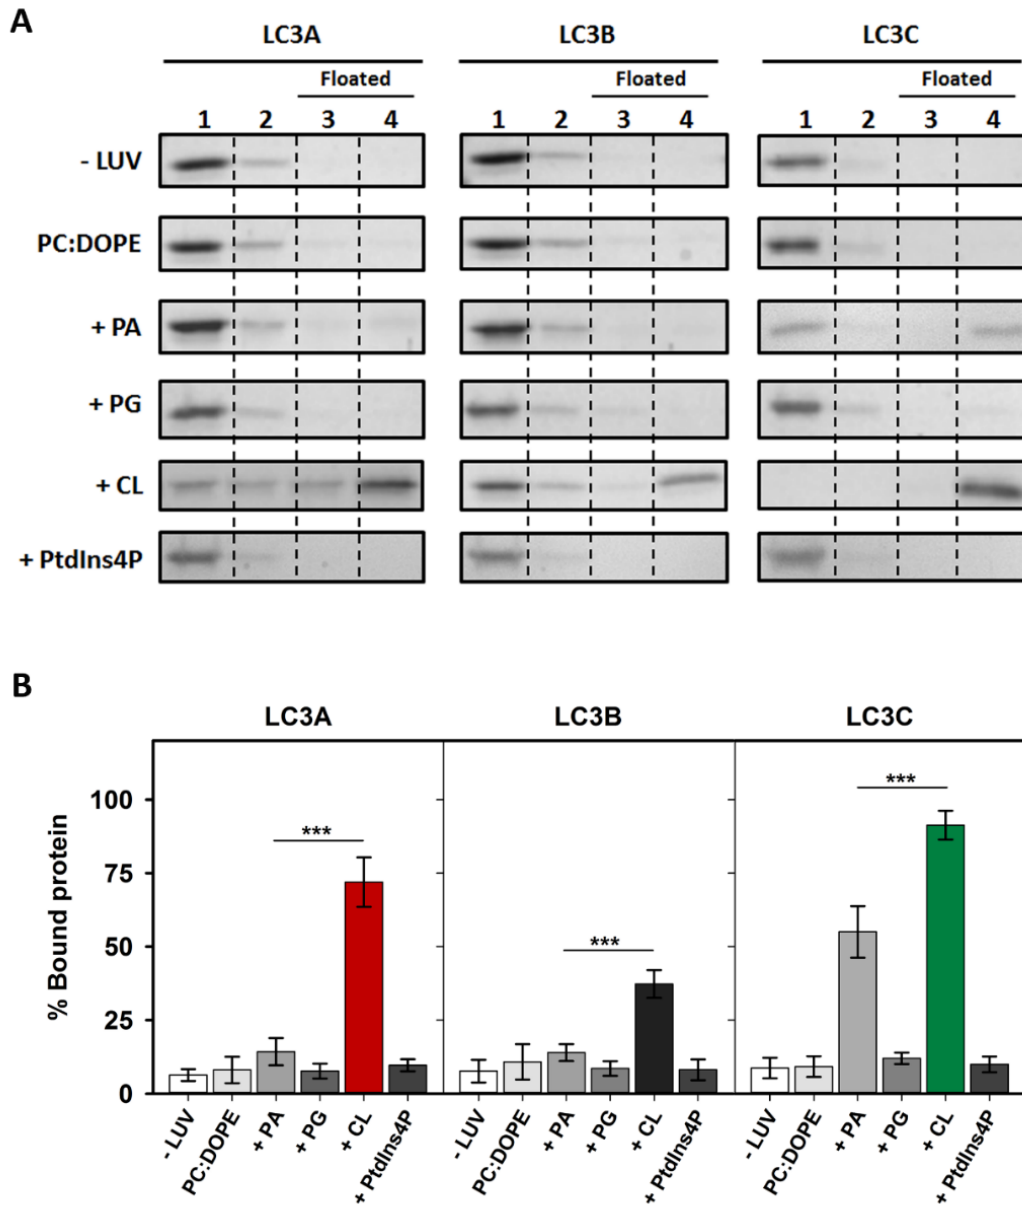 A
LC3A LC3B LC3C
Floated Floated Floated
1 2 3 4 1 2 3 4 1 2 3 4
- LUV
PC:DOPE
+ PA
+ PG
+ CL
+ PtdIns4P
B
LC3A LC3B LC3C
% Bound protein
100
75
50
25
0
*** *** ***
- LUV PC:DOPE + PA + PG + CL + PtdIns4P - LUV PC:DOPE + PA + PG + CL + PtdIns4P - LUV PC:DOPE + PA + PG + CL + PtdIns4P